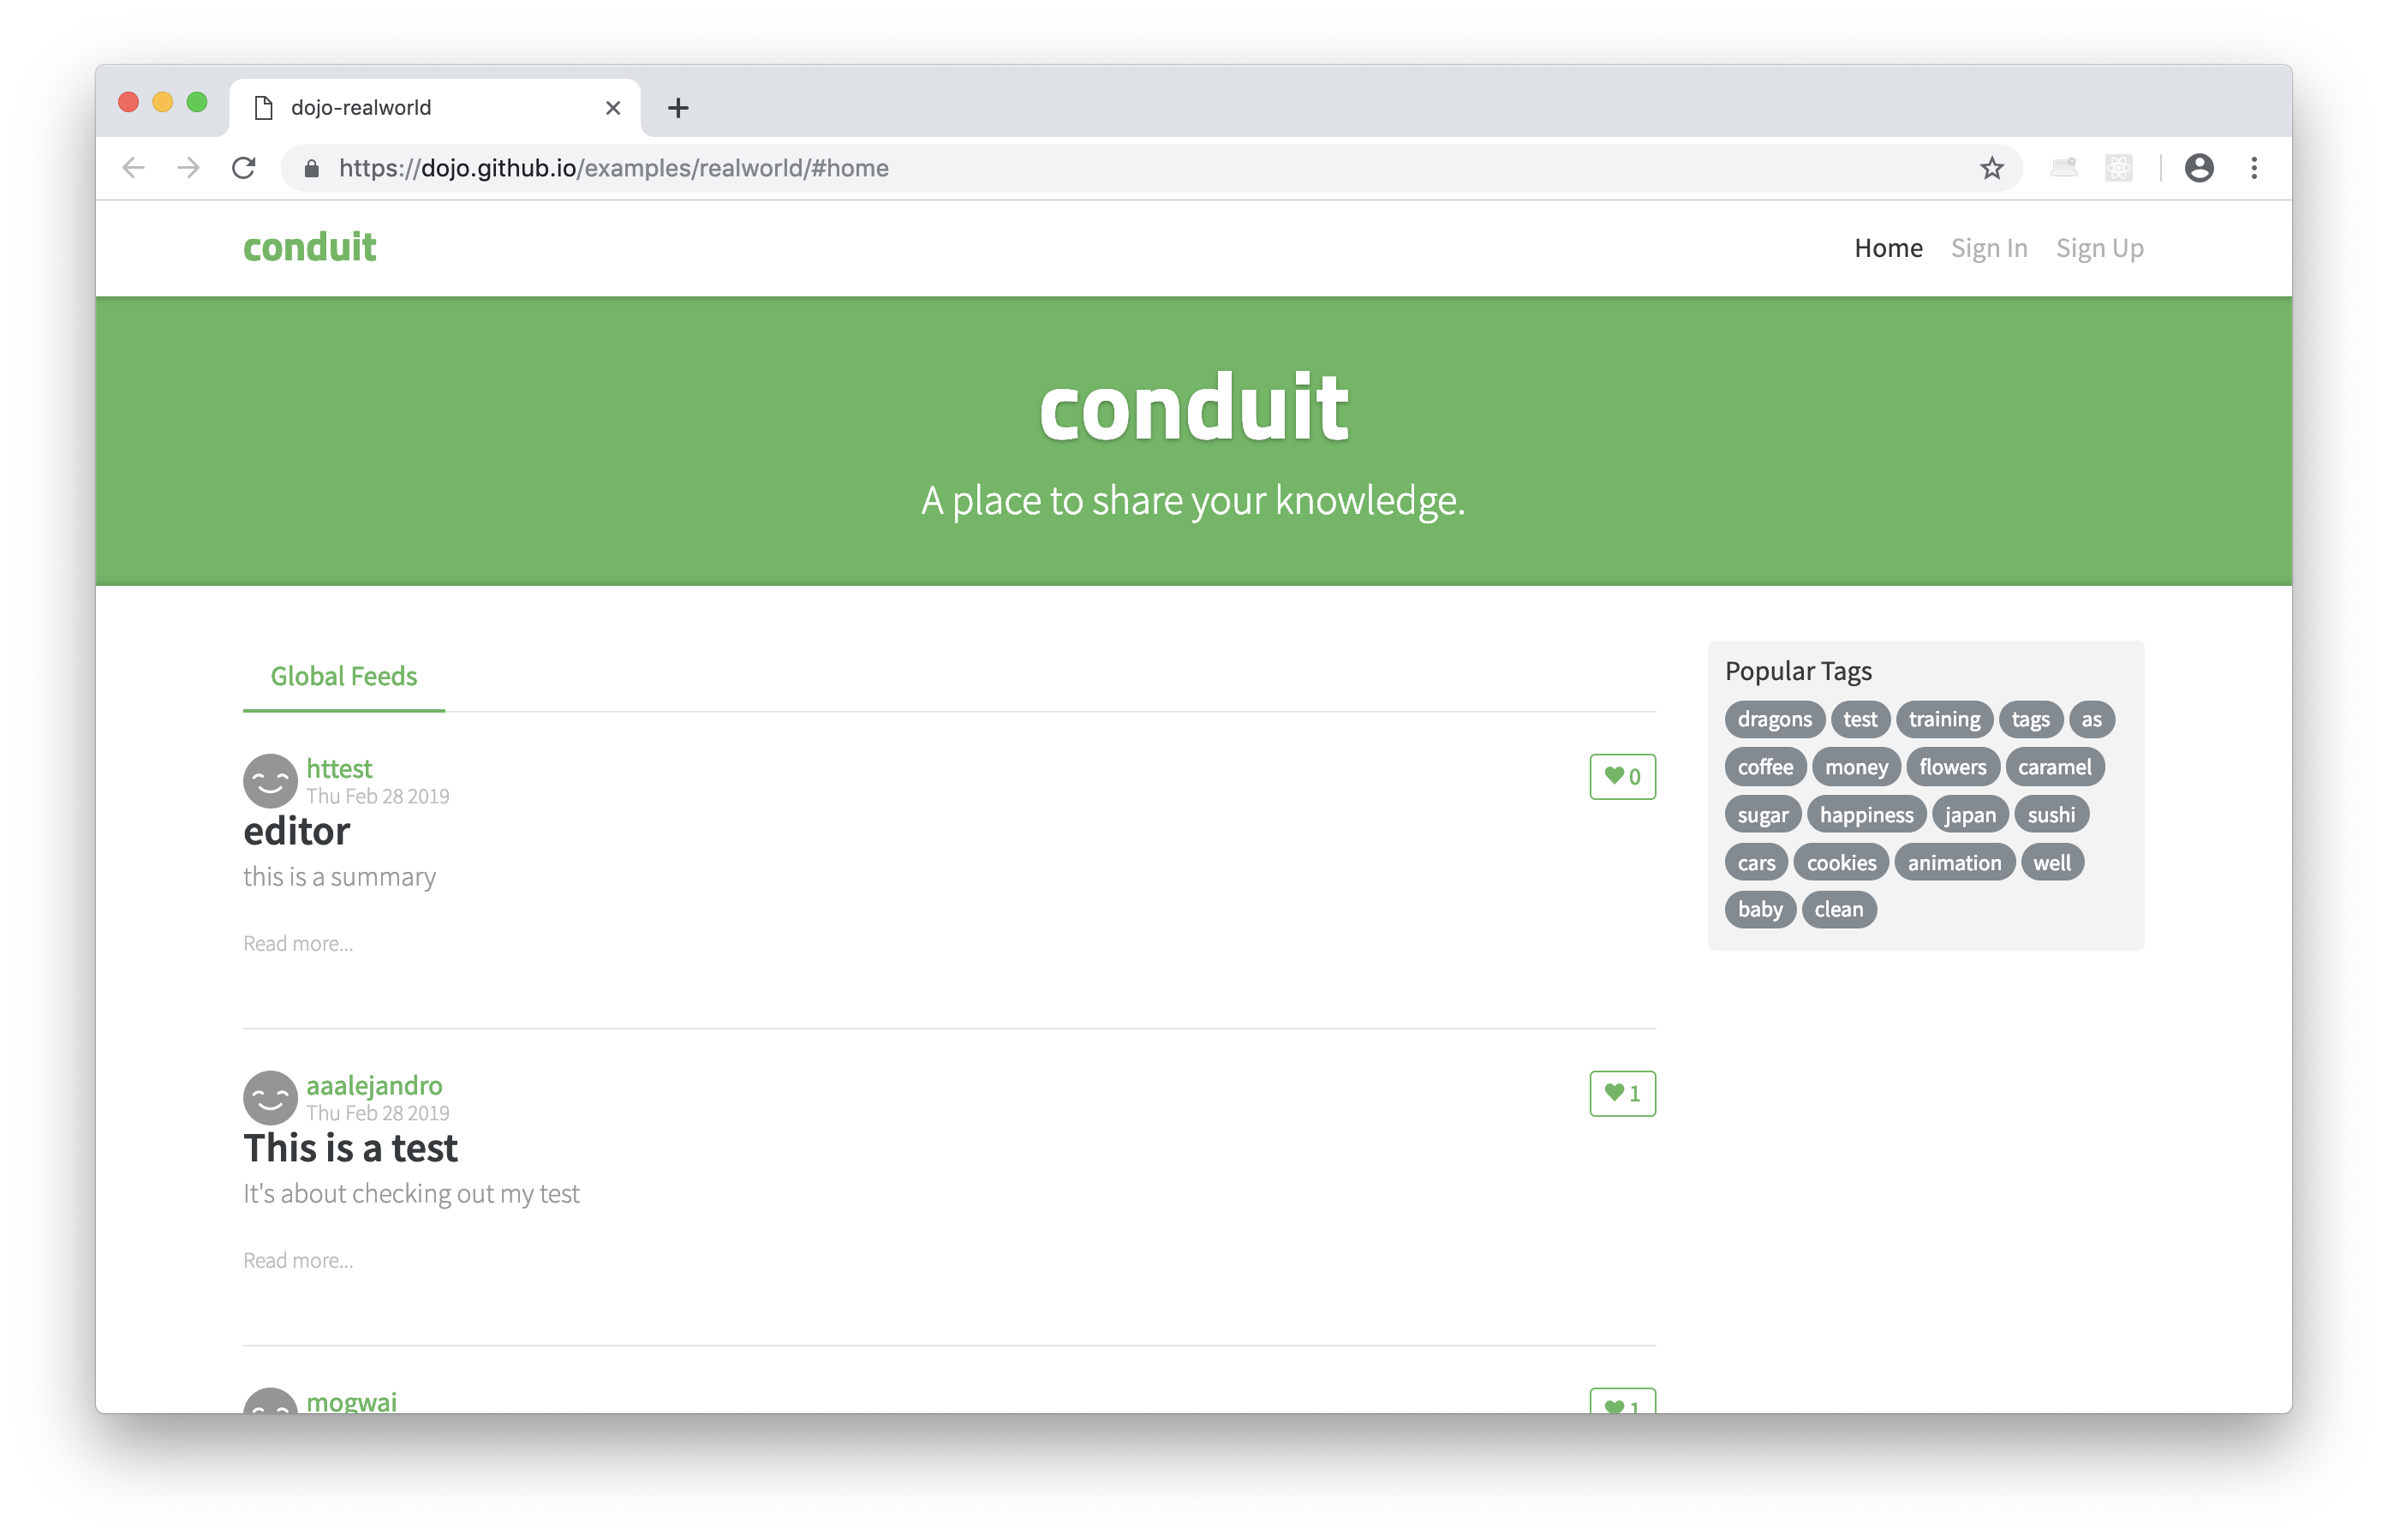 dojo-realworld
https://dojo.github.io/examples/realworld/#home
conduit
Home Sign In Sign Up
conduit
A place to share your knowledge.
Global Feeds
httest
Thu Feb 28 2019
0
editor
this is a summary
Read more...
aaalejandro
Thu Feb 28 2019
1
This is a test
It's about checking out my test
Read more...
mogwai
1
Popular Tags
dragons test training tags as
coffee money flowers caramel
sugar happiness japan sushi
cars cookies animation well
baby clean